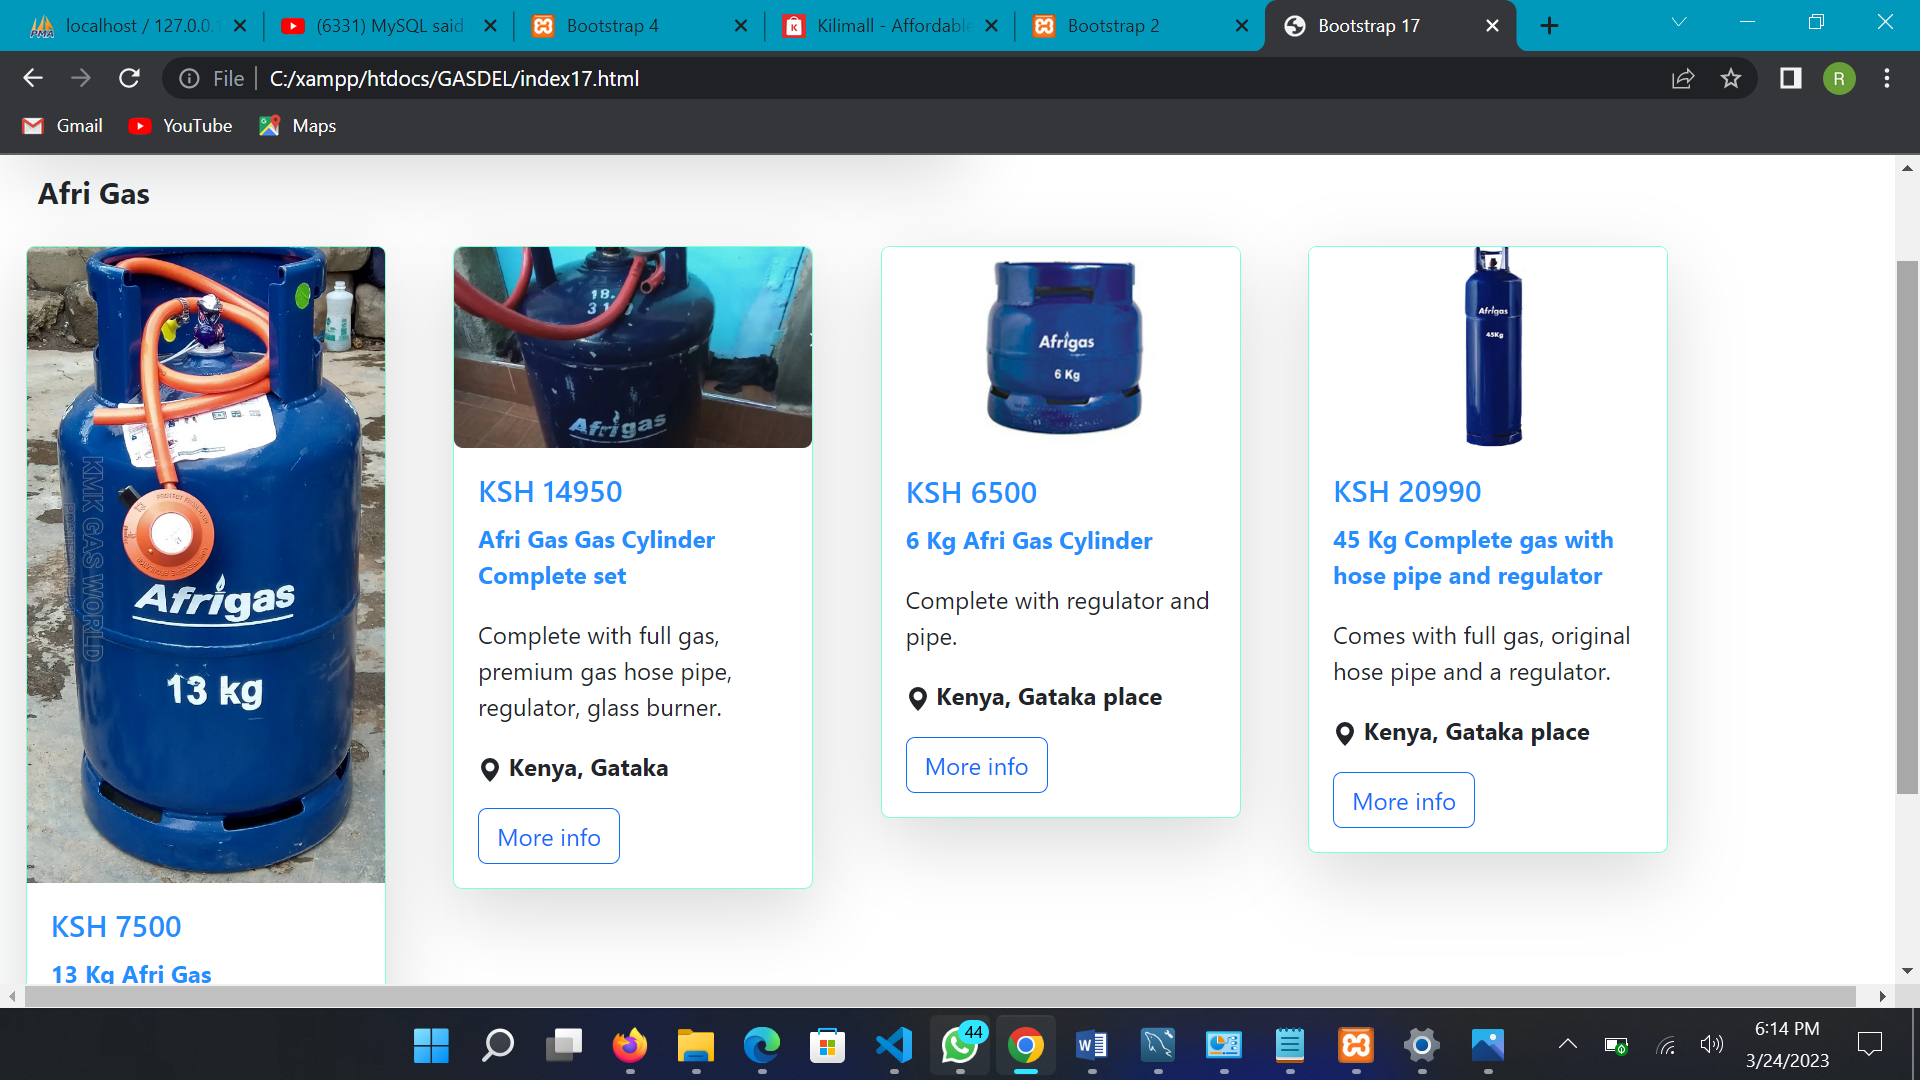 localhost / 127.0.0.1
(6331) MySQL said
Bootstrap 4
Kilimall - Affordable
Bootstrap 2
Bootstrap 17
File
C:/xampp/htdocs/GASDEL/index17.html
R
Gmail
YouTube
Maps
Afri Gas
KMK GAS WORLD
Afrigas
13 kg
KSH 7500
13 Kg Afri Gas
18.
Afrigas
KSH 14950
Afri Gas Gas Cylinder
Complete set
Complete with full gas,
premium gas hose pipe,
regulator, glass burner.
Kenya, Gataka
More info
Afrigas
6 Kg
KSH 6500
6 Kg Afri Gas Cylinder
Complete with regulator and
pipe.
Kenya, Gataka place
More info
Afrigas
45Kg
KSH 20990
45 Kg Complete gas with
hose pipe and regulator
Comes with full gas, original
hose pipe and a regulator.
Kenya, Gataka place
More info
44
6:14 PM
3/24/2023